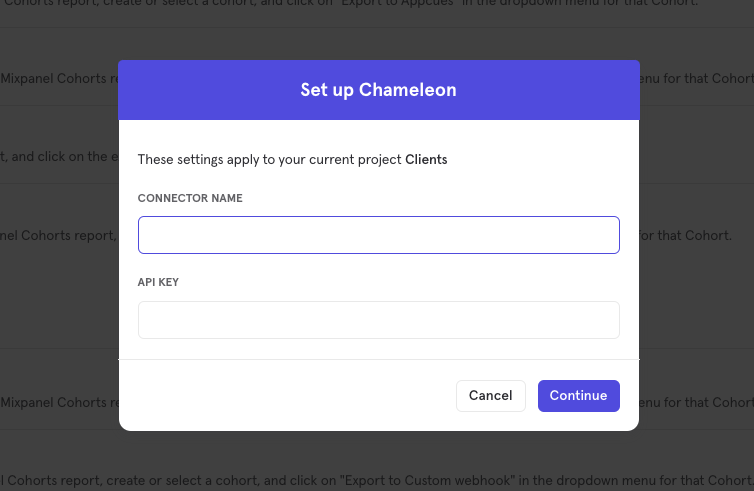 Cohorts report, create or select a cohort, and click on "Export to Appcues" in the dropdown menu for that Cohort.
Mixpanel Cohorts re
enu for that Cohort
Set up Chameleon
t, and click on the e
These settings apply to your current project Clients
CONNECTOR NAME
nel Cohorts report,
for that Cohort.
API KEY
Cancel
Continue
Mixpanel Cohorts re
enu for that Cohort
l Cohorts report, create or select a cohort, and click on "Export to Custom webhook" in the dropdown menu for that Cohort.